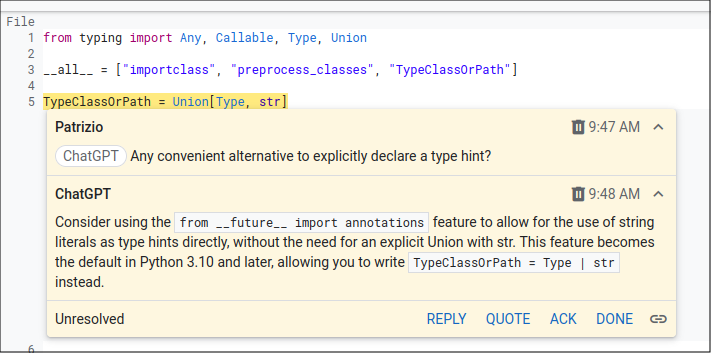 File
1 from typing import Any, Callable, Type, Union
2
3 __all__ = ["importclass", "preprocess_classes", "TypeClassOrPath"]
4
5 TypeClassOrPath = Union[Type, str]
Patrizio 9:47 AM
ChatGPT Any convenient alternative to explicitly declare a type hint?
ChatGPT 9:48 AM
Consider using the from __future__ import annotations feature to allow for the use of string
literals as type hints directly, without the need for an explicit Union with str. This feature becomes
the default in Python 3.10 and later, allowing you to write TypeClassOrPath = Type | str
instead.
Unresolved REPLY QUOTE ACK DONE
6